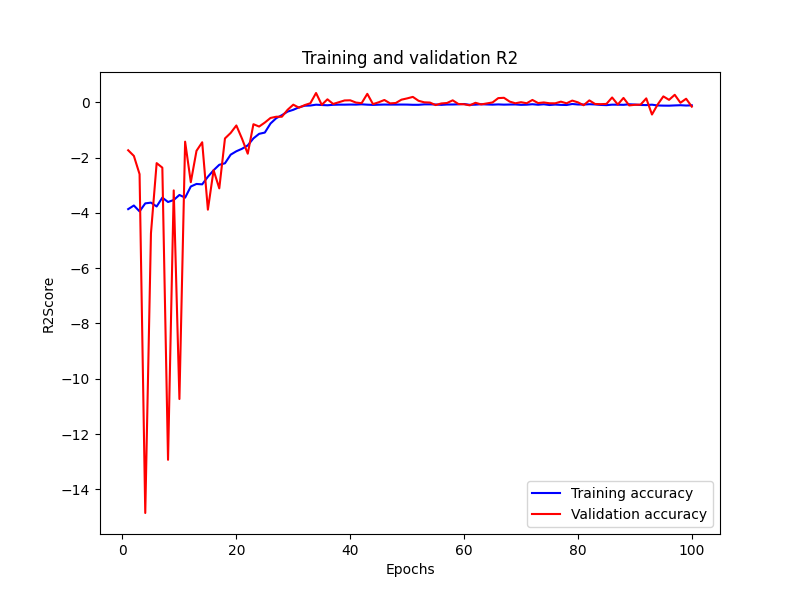 Training and validation R2
R2Score
0
−2
−4
−6
−8
−10
−12
−14
0 20 40 60 80 100
Epochs
Training accuracy
Validation accuracy